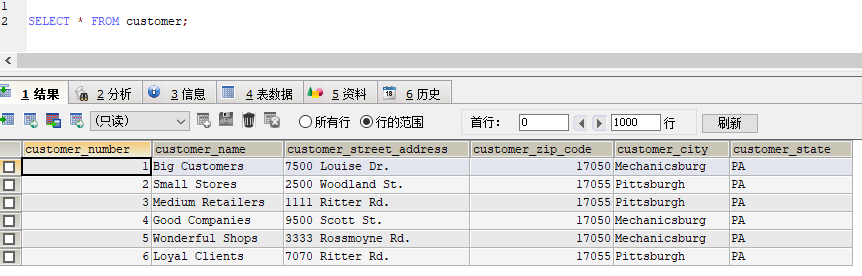 1
2 SELECT * FROM customer;
1 结果 2 分析 3 信息 4 表数据 5 资料 6 历史
(只读) 所有行 行的范围 首行: 0 1000 行 刷新
customer_number customer_name customer_street_address customer_zip_code customer_city customer_state
1 Big Customers 7500 Louise Dr. 17050 Mechanicsburg PA
2 Small Stores 2500 Woodland St. 17055 Pittsburgh PA
3 Medium Retailers 1111 Ritter Rd. 17055 Pittsburgh PA
4 Good Companies 9500 Scott St. 17050 Mechanicsburg PA
5 Wonderful Shops 3333 Rossmoyne Rd. 17050 Mechanicsburg PA
6 Loyal Clients 7070 Ritter Rd. 17055 Pittsburgh PA